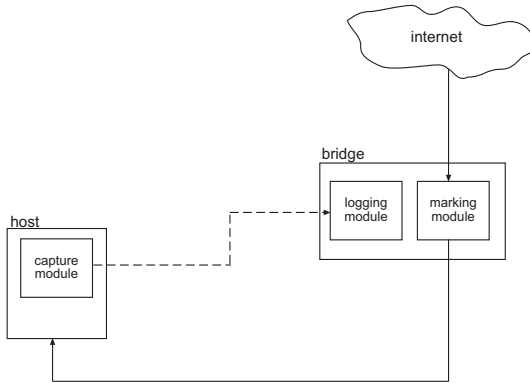 internet
bridge
logging
module
marking
module
host
capture
module